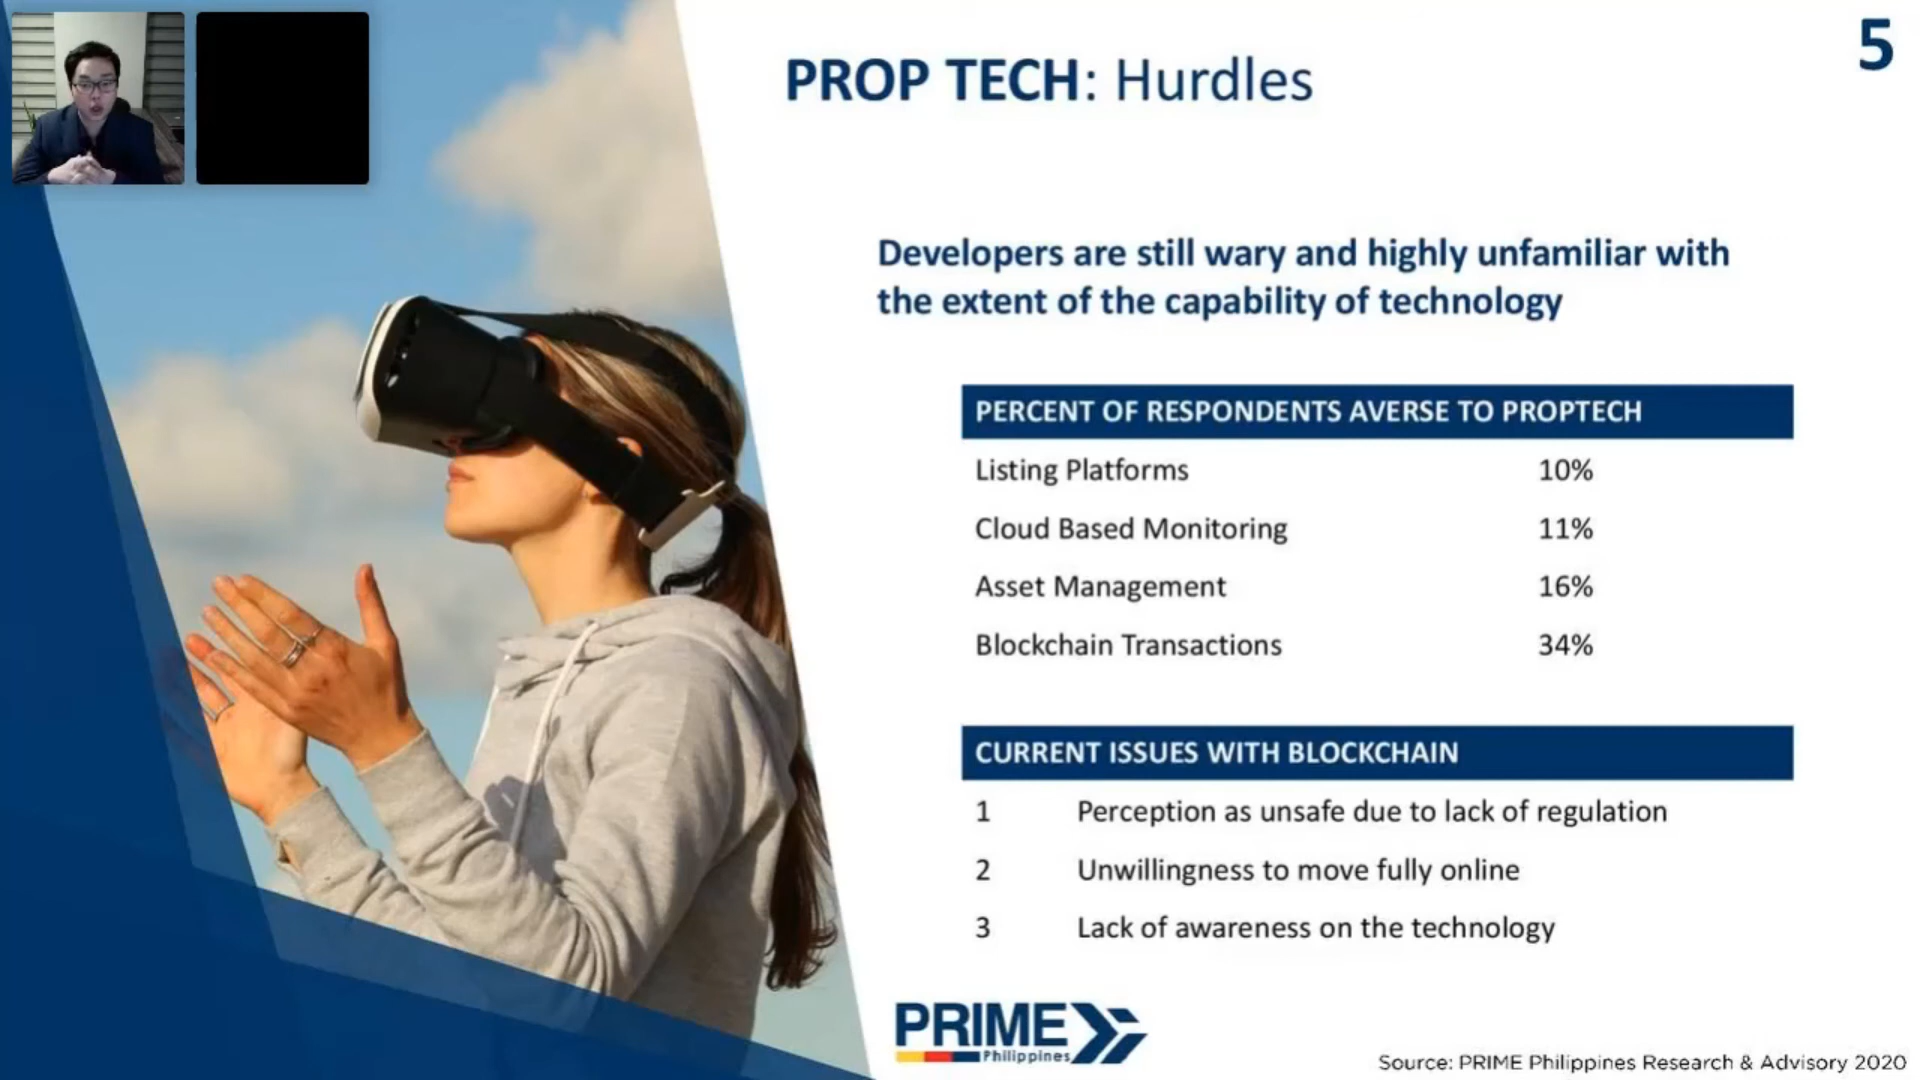 5
PROP TECH: Hurdles
Developers are still wary and highly unfamiliar with
the extent of the capability of technology
PERCENT OF RESPONDENTS AVERSE TO PROPTECH
Listing Platforms 10%
Cloud Based Monitoring 11%
Asset Management 16%
Blockchain Transactions 34%
CURRENT ISSUES WITH BLOCKCHAIN
1 Perception as unsafe due to lack of regulation
2 Unwillingness to move fully online
3 Lack of awareness on the technology
PRIME
Philippines
Source: PRIME Philippines Research & Advisory 2020